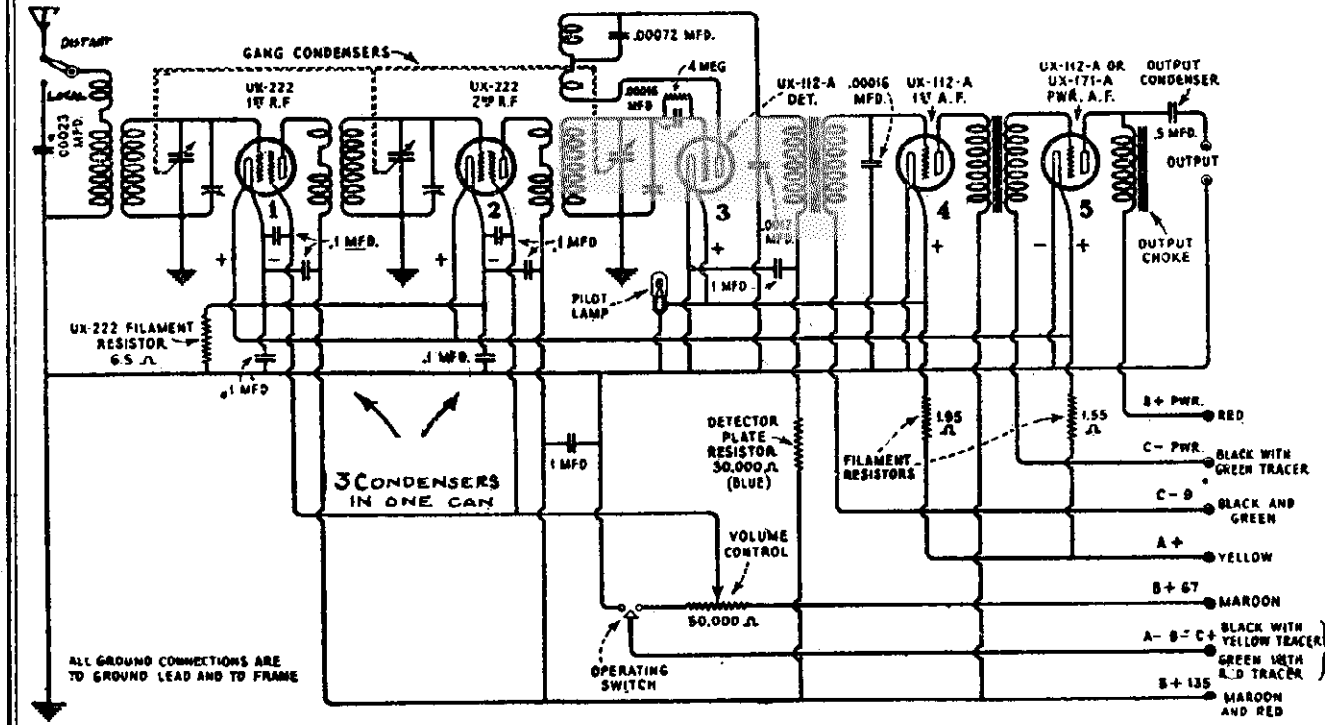 DISTANT
LOCAL
.00023
MFD.
GANG CONDENSERS
UX-222
1ST R.F
UX-222
2ND R.F
.00072 MFD.
4 MEG
.00016
MFD
UX-112-A
DET.
.00016
MFD.
UX-112-A
1ST A.F.
UX-112-A OR
UX-171-A
PWR. A.F.
OUTPUT
CONDENSER
.5 MFD.
OUTPUT
1
2
3
4
5
+
-
.1 MFD.
+
-
.1 MFD
+
MFD.
1 MFD
+
-
+
OUTPUT
CHOKE
PILOT
LAMP
UX-222 FILAMENT
RESISTOR
6.5 Ω
.1 MFD
.1 MFD.
3 CONDENSERS
IN ONE CAN
1 MFD
DETECTOR
PLATE
RESISTOR
50,000 Ω
(BLUE)
FILAMENT
RESISTORS
1.95
Ω
1.55
Ω
B+ PWR.
RED
C- PWR.
BLACK WITH
GREEN TRACER
C-9
BLACK AND
GREEN
A+
YELLOW
VOLUME
CONTROL
50,000 Ω
B+ 67
MAROON
OPERATING
SWITCH
A- B- C+
BLACK WITH
YELLOW TRACER
GREEN WITH
RED TRACER
B+ 135
MAROON
AND RED
ALL GROUND CONNECTIONS ARE
TO GROUND LEAD AND TO FRAME